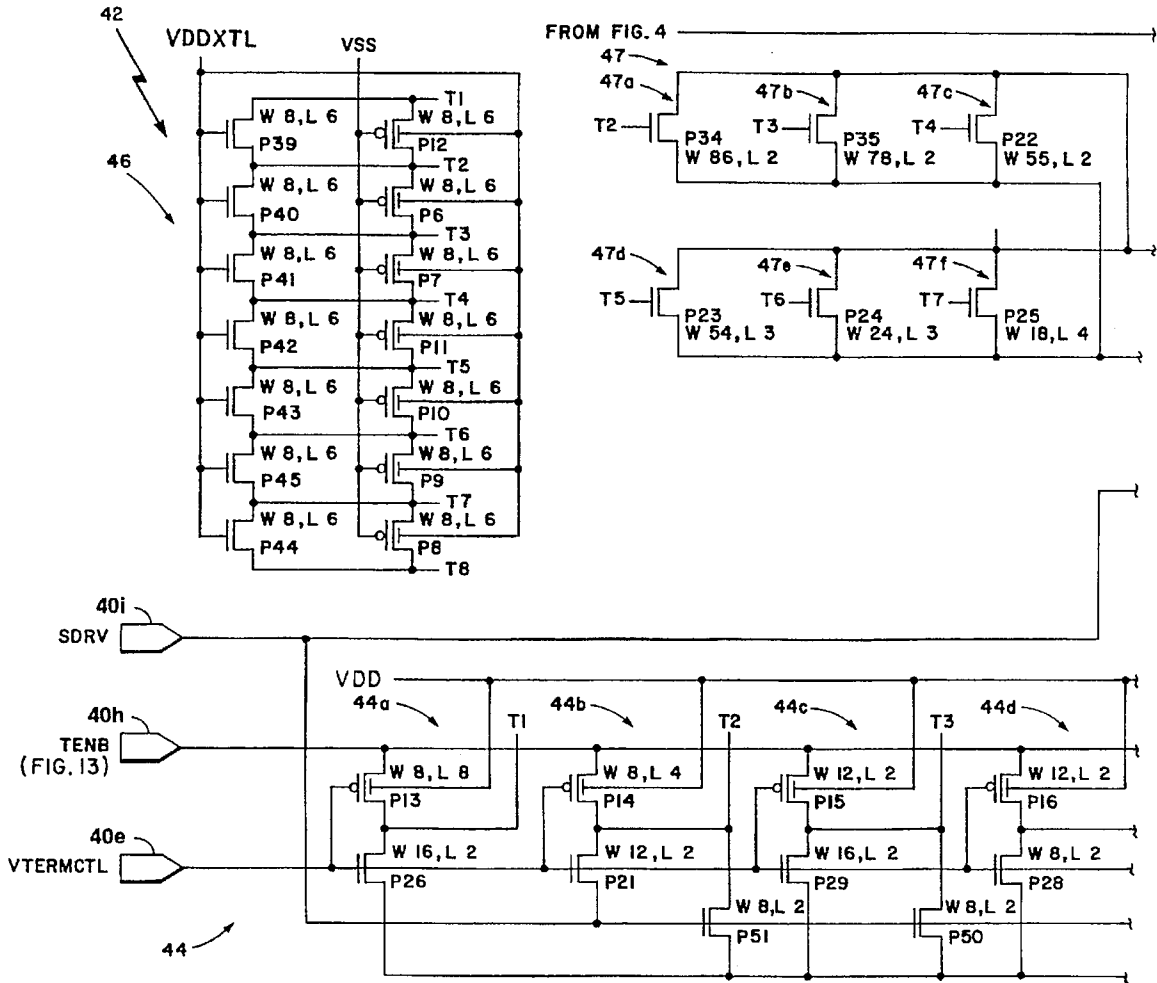 42
VDDXTL
VSS
46
T1
W 8, L 6
P39
W 8, L 6
P12
T2
W 8, L 6
P40
W 8, L 6
P6
T3
W 8, L 6
P41
W 8, L 6
P7
T4
W 8, L 6
P42
W 8, L 6
P11
T5
W 8, L 6
P43
W 8, L 6
P10
T6
W 8, L 6
P45
W 8, L 6
P9
T7
W 8, L 6
P44
W 8, L 6
P8
T8
FROM FIG. 4
47
47a
T2
P34
W 86, L 2
47b
T3
P35
W 78, L 2
47c
T4
P22
W 55, L 2
47d
T5
P23
W 54, L 3
47e
T6
P24
W 24, L 3
47f
T7
P25
W 18, L 4
40i
SDRV
VDD
44a
T1
44b
T2
44c
T3
44d
40h
TENB
(FIG. 13)
W 8, L 8
P13
W 8, L 4
P14
W 12, L 2
P15
W 12, L 2
P16
40e
VTERMCTL
W 16, L 2
P26
W 12, L 2
P21
W 16, L 2
P29
W 8, L 2
P28
W 8, L 2
P51
W 8, L 2
P50
44